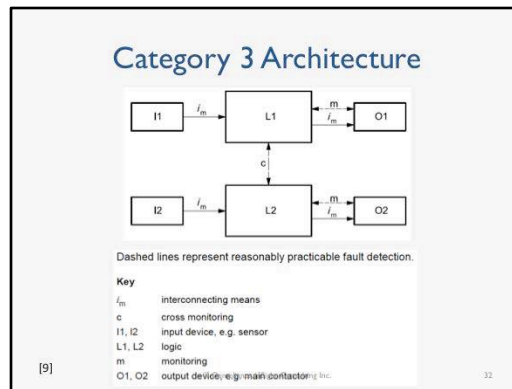 Category 3 Architecture
I1 im L1 m im O1
c
I2 im L2 m im O2
Dashed lines represent reasonably practicable fault detection.
Key
im interconnecting means
c cross monitoring
I1, I2 input device, e.g. sensor
L1, L2 logic
m monitoring
O1, O2 output device, e.g. main contactor
[9] Inc. 32